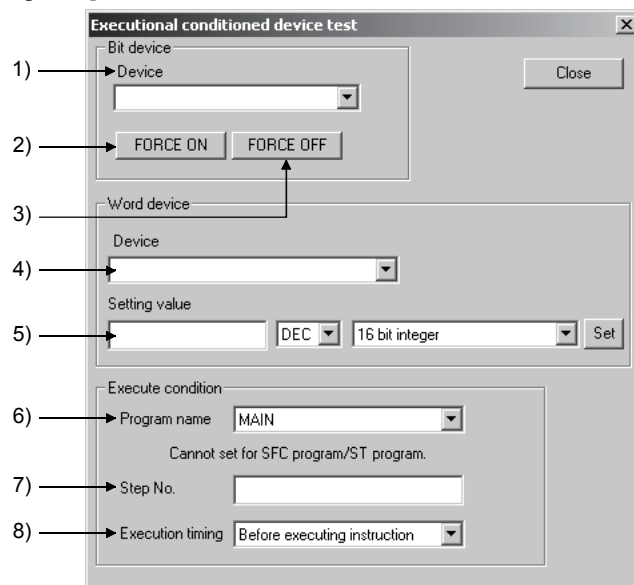 Executional conditioned device test
Bit device
1) Device
Close
2) FORCE ON FORCE OFF
3)
Word device
Device
4)
Setting value
5) DEC 16 bit integer Set
Execute condition
6) Program name MAIN
Cannot set for SFC program/ST program.
7) Step No.
8) Execution timing Before executing instruction